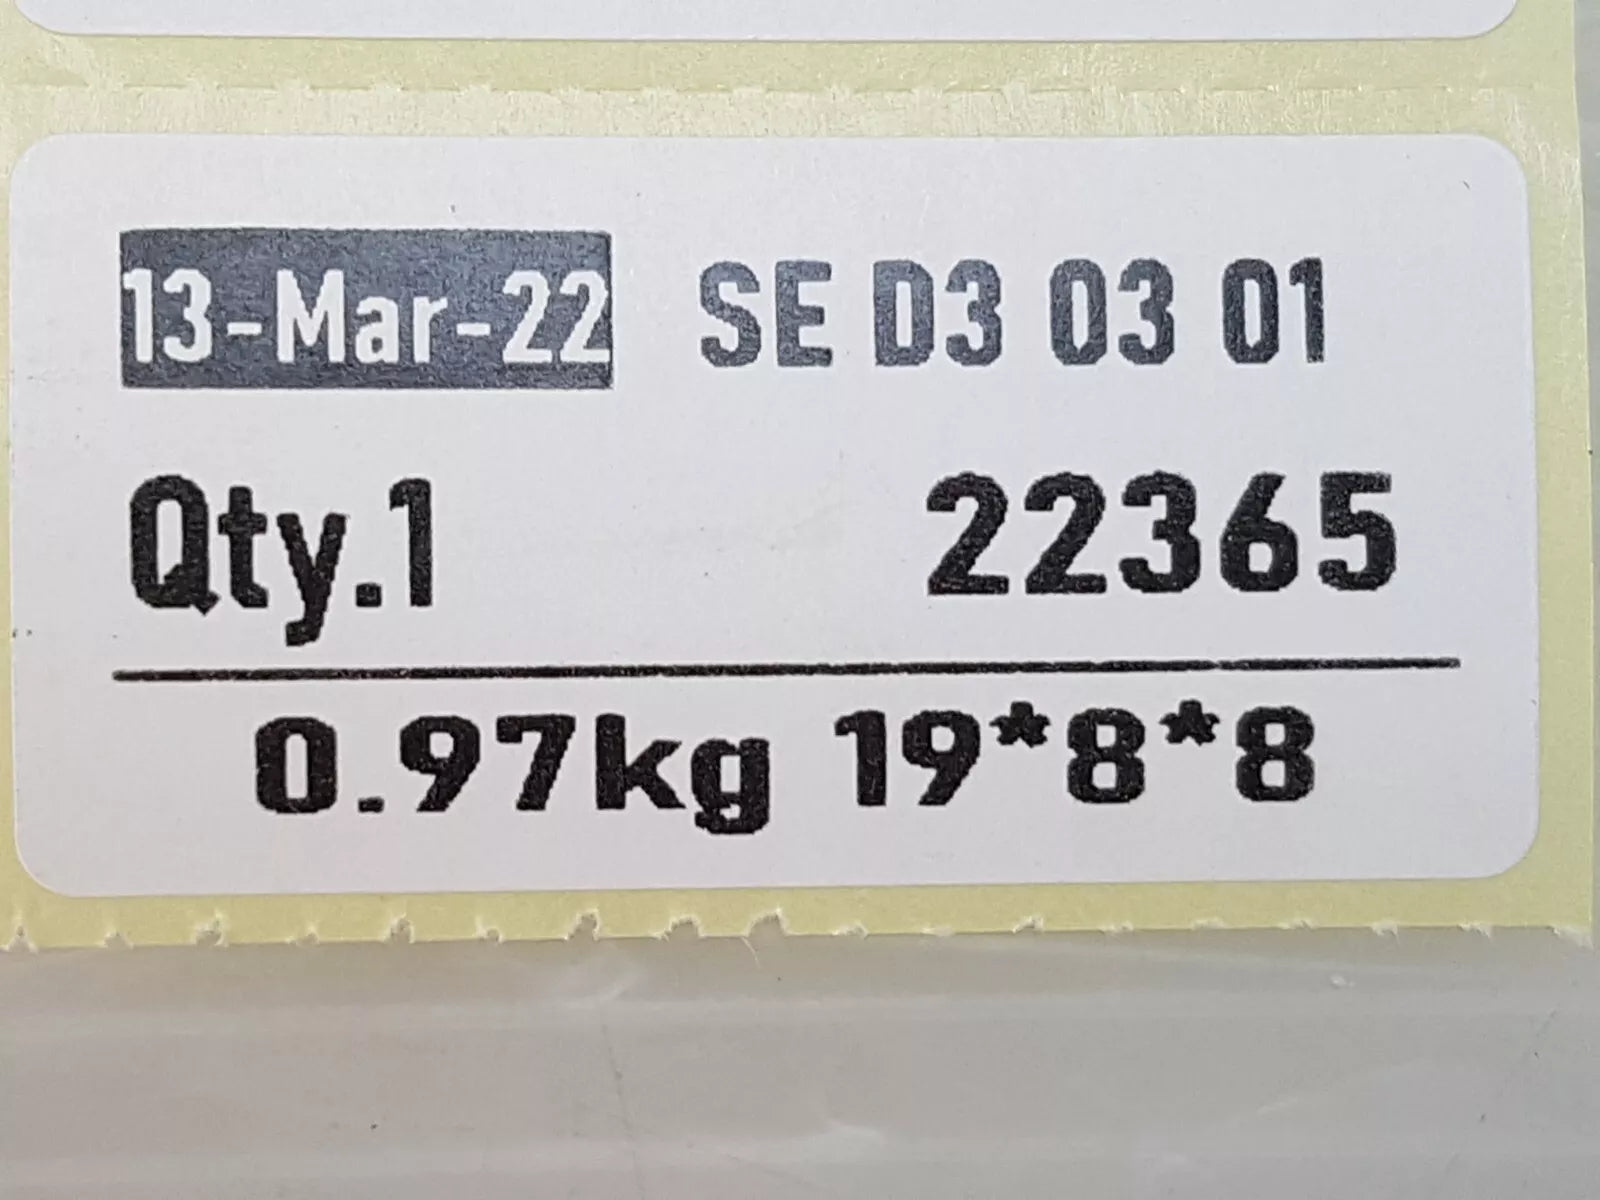 13-Mar-22 SE D3 03 01
Qty.1 22365
0.97kg 19*8*8